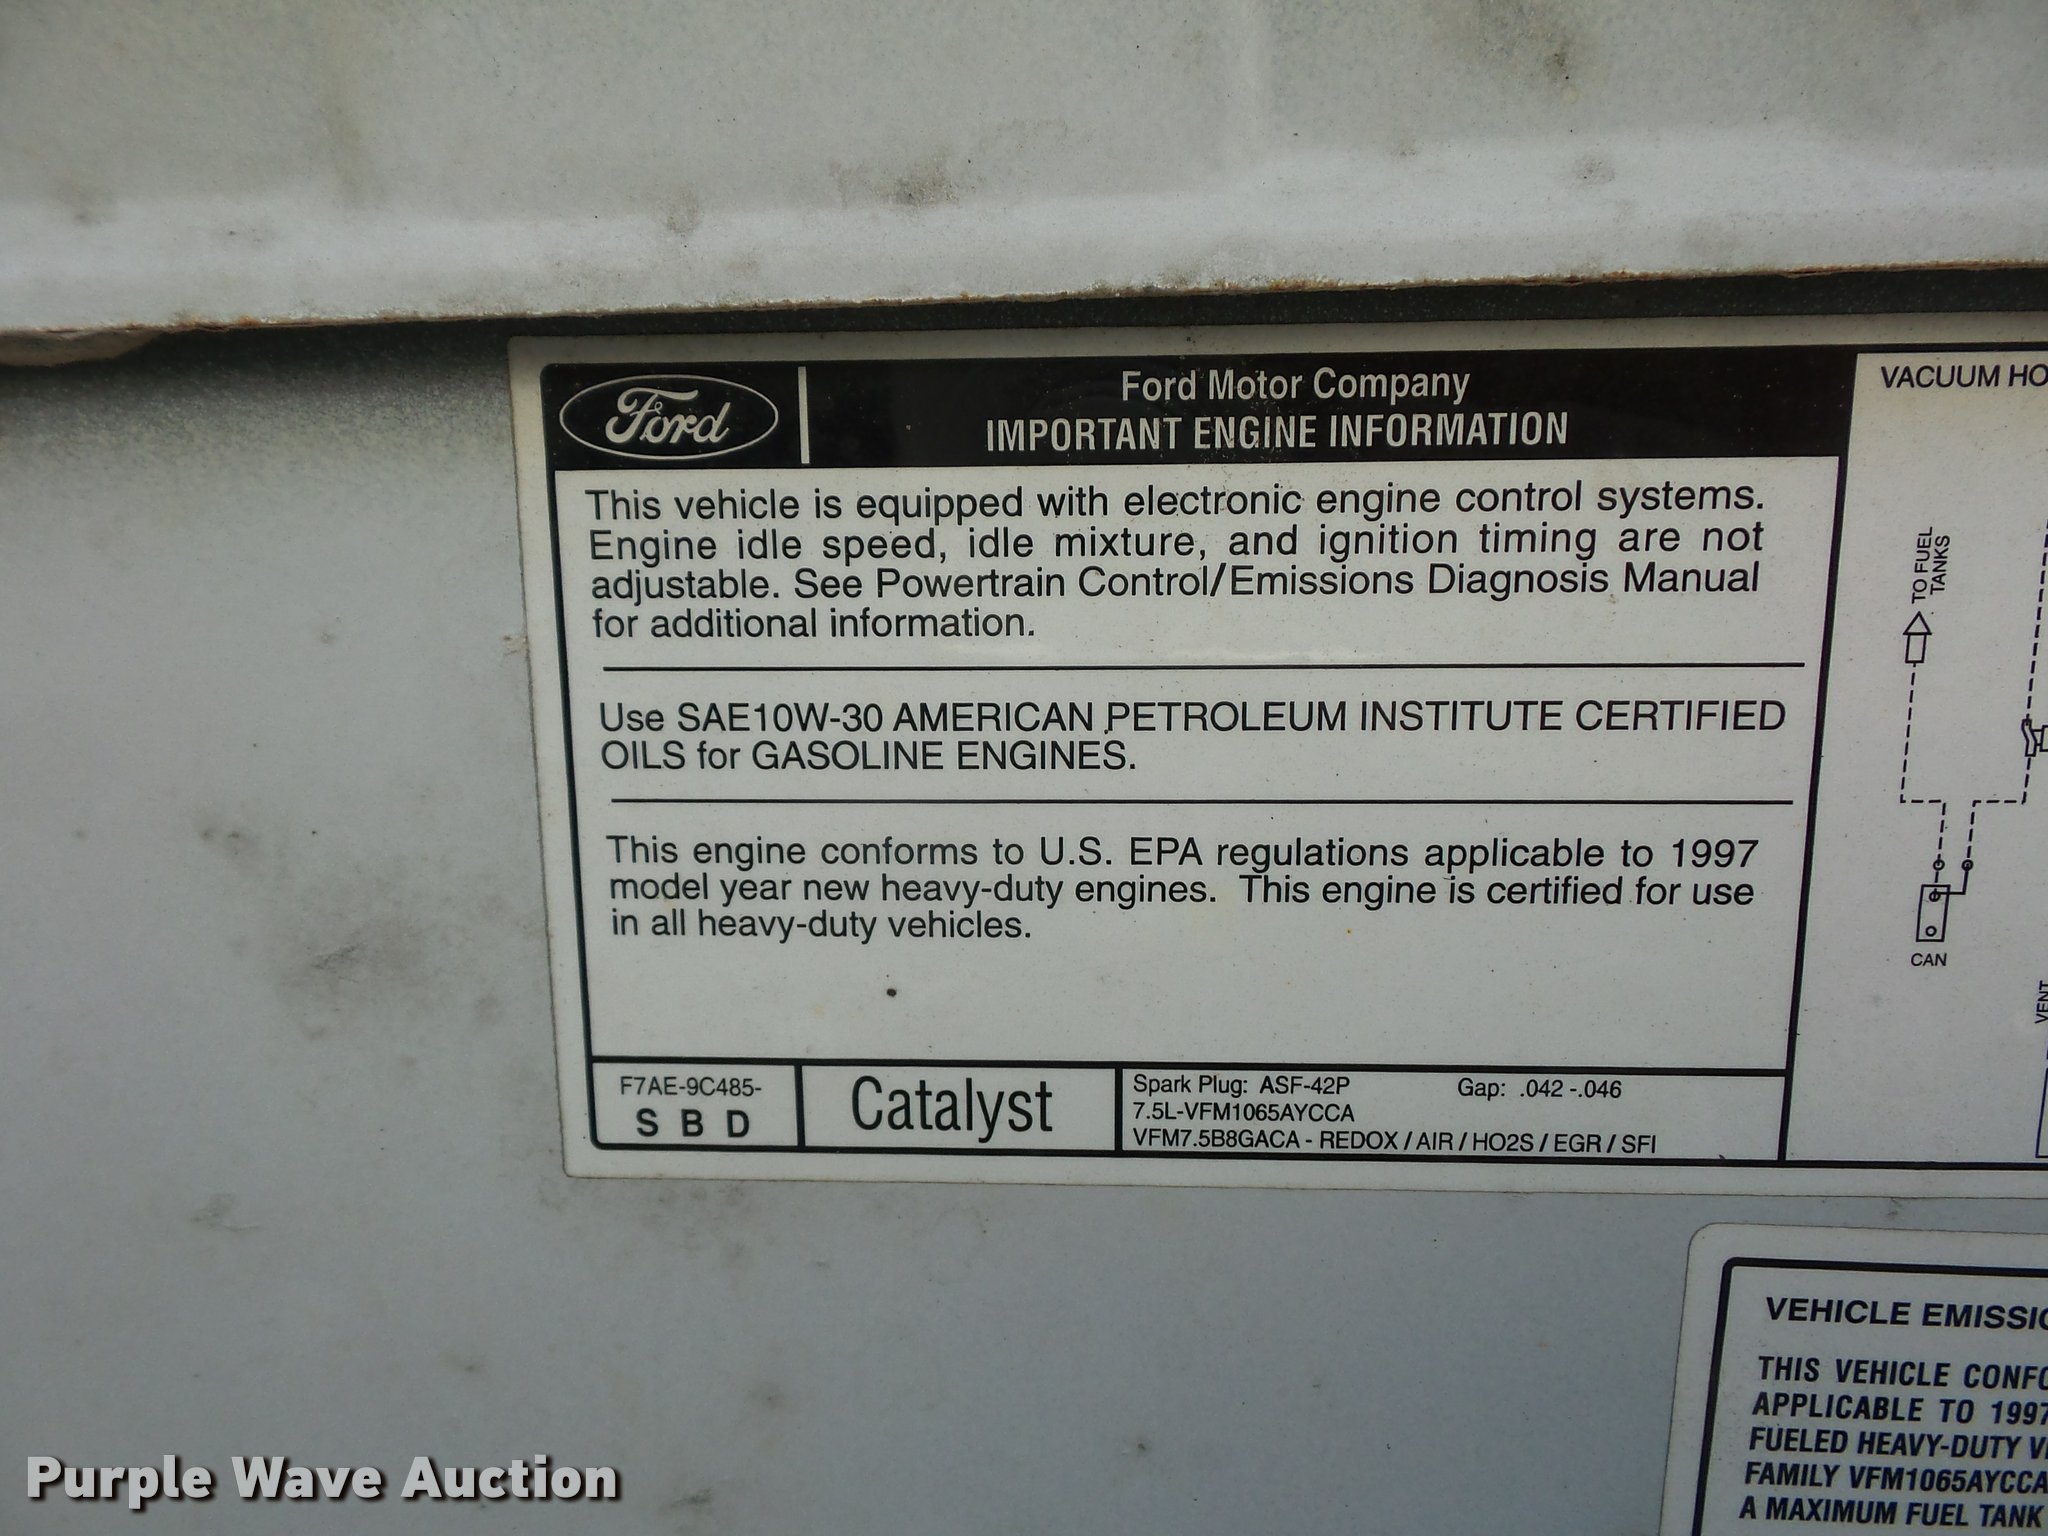 Ford
Ford Motor Company
IMPORTANT ENGINE INFORMATION
This vehicle is equipped with electronic engine control systems.
Engine idle speed, idle mixture, and ignition timing are not
adjustable. See Powertrain Control/Emissions Diagnosis Manual
for additional information.
Use SAE10W-30 AMERICAN PETROLEUM INSTITUTE CERTIFIED
OILS for GASOLINE ENGINES.
This engine conforms to U.S. EPA regulations applicable to 1997
model year new heavy-duty engines. This engine is certified for use
in all heavy-duty vehicles.
F7AE-9C485-
S B D
Catalyst
Spark Plug: ASF-42P Gap: .042 -.046
7.5L-VFM1065AYCCA
VFM7.5B8GACA - REDOX / AIR / HO2S / EGR / SFI
VACUUM HO
TO FUEL
TANKS
CAN
VENT
VEHICLE EMISSIO
THIS VEHICLE CONFO
APPLICABLE TO 1997
FUELED HEAVY-DUTY
FAMILY VFM1065AYCCA
A MAXIMUM FUEL TANK
Purple Wave Auction